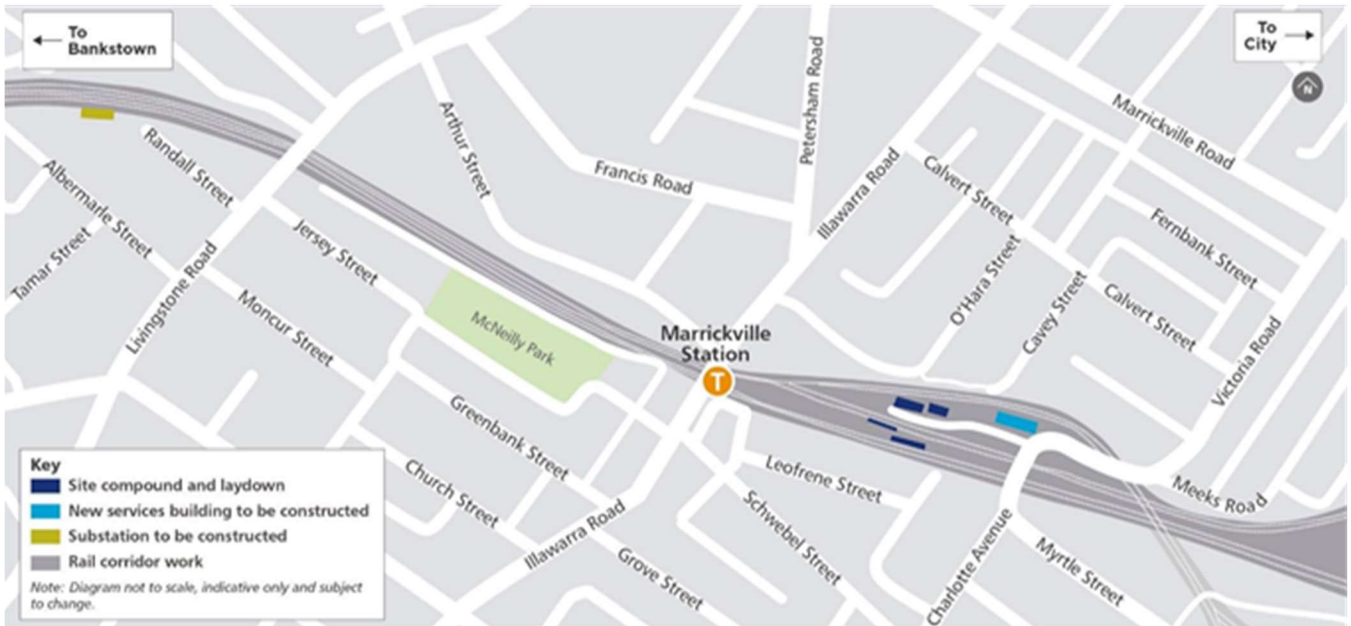 To
Bankstown
To
City
N
Petersham Road
Marrickville Road
Arthur Street
Randall Street
Francis Road
Illawarra Road
Calvert Street
Albermarle Street
Fernbank Street
Tamar Street
Jersey Street
O'Hara Street
Livingstone Road
Moncur Street
Cavey Street
Calvert Street
McNeilly Park
Marrickville
Station
T
Victoria Road
Greenbank Street
Church Street
Leofrene Street
Meeks Road
Schwebel Street
Illawarra Road
Grove Street
Charlotte Avenue
Myrtle Street
Key
Site compound and laydown
New services building to be constructed
Substation to be constructed
Rail corridor work
Note: Diagram not to scale, indicative only and subject
to change.